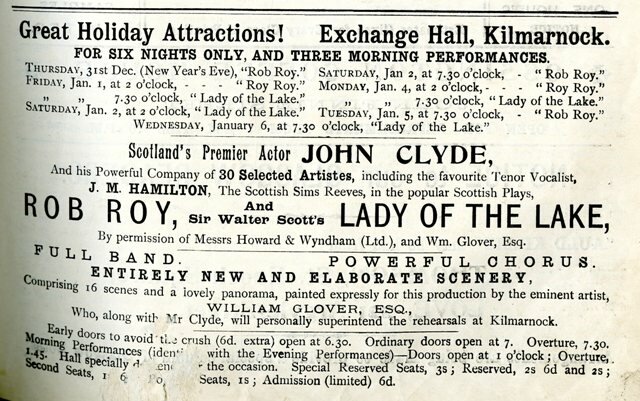 Great Holiday Attractions! Exchange Hall, Kilmarnock.
FOR SIX NIGHTS ONLY, AND THREE MORNING PERFORMANCES.
THURSDAY, 31st Dec. (New Year's Eve), "Rob Roy." SATURDAY, Jan 2, at 7.30 o'clock, - "Rob Roy."
FRIDAY, Jan. 1, at 2 o'clock, - - - "Roy Roy." MONDAY, Jan. 4, at 2 o'clock, - - "Roy Roy."
„ „ 7.30 o'clock, "Lady of the Lake." „ „ 7.30 o'clock, "Lady of the Lake."
SATURDAY, Jan. 2, at 2 o'clock, "Lady of the Lake." TUESDAY, Jan. 5, at 7.30 o'clock, - "Rob Roy."
WEDNESDAY, January 6, at 7.30 o'clock, "Lady of the Lake."
Scotland's Premier Actor JOHN CLYDE,
And his Powerful Company of 30 Selected Artistes, including the favourite Tenor Vocalist,
J. M. HAMILTON, The Scottish Sims Reeves, in the popular Scottish Plays,
ROB ROY, And Sir Walter Scott's LADY OF THE LAKE,
By permission of Messrs Howard & Wyndham (Ltd.), and Wm. Glover, Esq.
FULL BAND. POWERFUL CHORUS.
ENTIRELY NEW AND ELABORATE SCENERY,
Comprising 16 scenes and a lovely panorama, painted expressly for this production by the eminent artist,
WILLIAM GLOVER, ESQ.,
Who, along with Mr Clyde, will personally superintend the rehearsals at Kilmarnock.
Early doors to avoid the crush (6d. extra) open at 6.30. Ordinary doors open at 7. Overture, 7.30.
Morning Performances (identi with the Evening Performances)—Doors open at 1 o'clock; Overture,
1.45. Hall specially the occasion. Special Reserved Seats, 3s; Reserved, 2s 6d and 2s;
Second Seats, 1 6 Seats, 1s; Admission (limited) 6d.